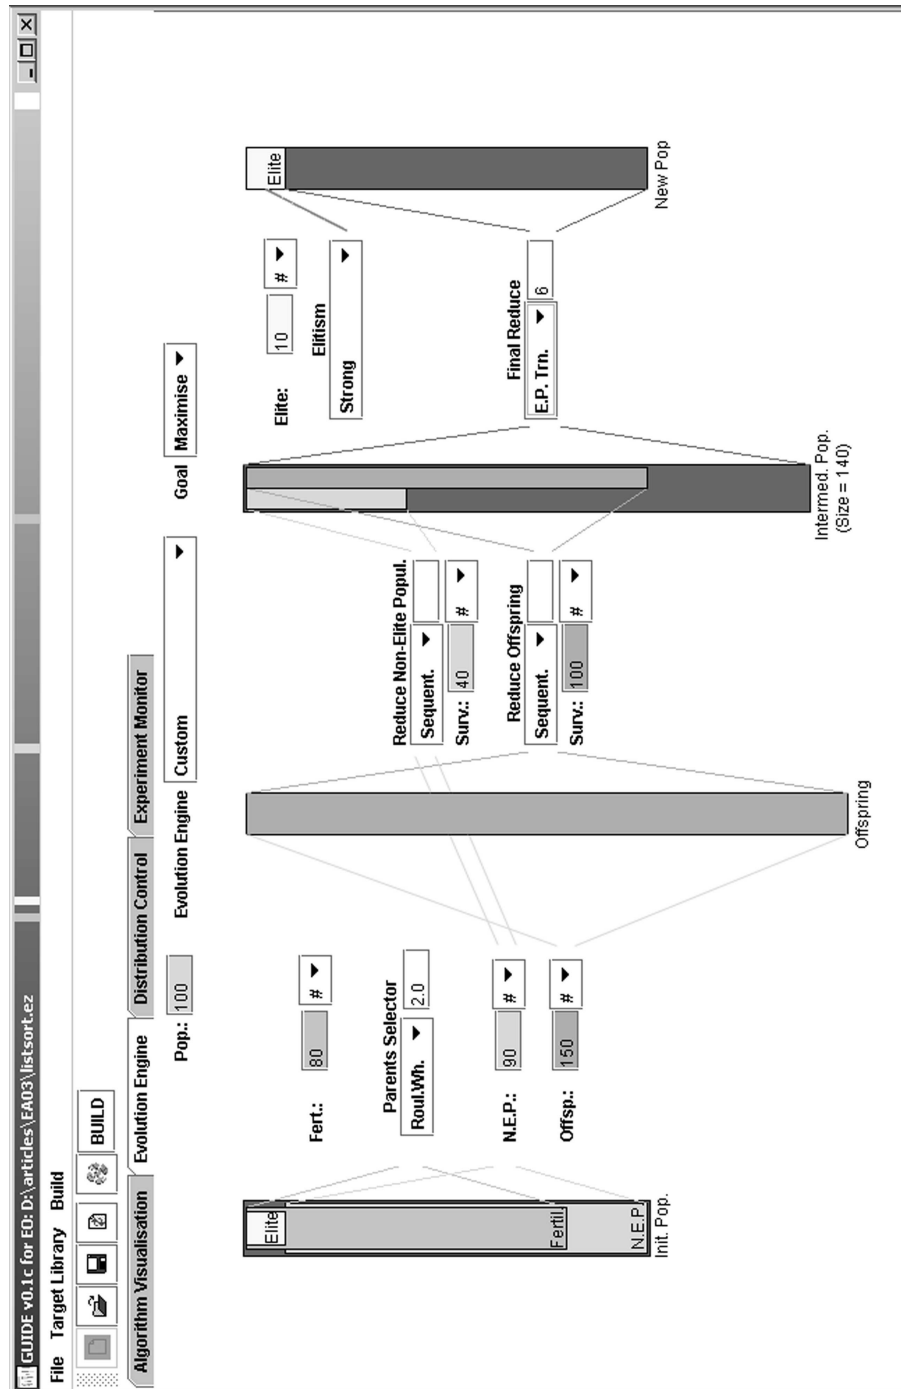 GUIDE v0.1c for EO: D:\articles\EA03\listsort.ez
File Target Library Build
BUILD
Algorithm Visualisation Evolution Engine Distribution Control Experiment Monitor
Pop.: 100 Evolution Engine Custom Goal Maximise
Elite
Fertil
N.E.P.
Init. Pop.
Fert.: 80 #
Parents Selector
Roul.Wh. 2.0
N.E.P.: 90 #
Offsp.: 150 #
Offspring
Reduce Non-Elite Popul.
Sequent.
Surv.: 40 #
Reduce Offspring
Sequent.
Surv.: 100 #
Intermed. Pop.
(Size = 140)
Elite: 10 #
Elitism
Strong
Final Reduce
E.P. Trn. 6
Elite
New Pop